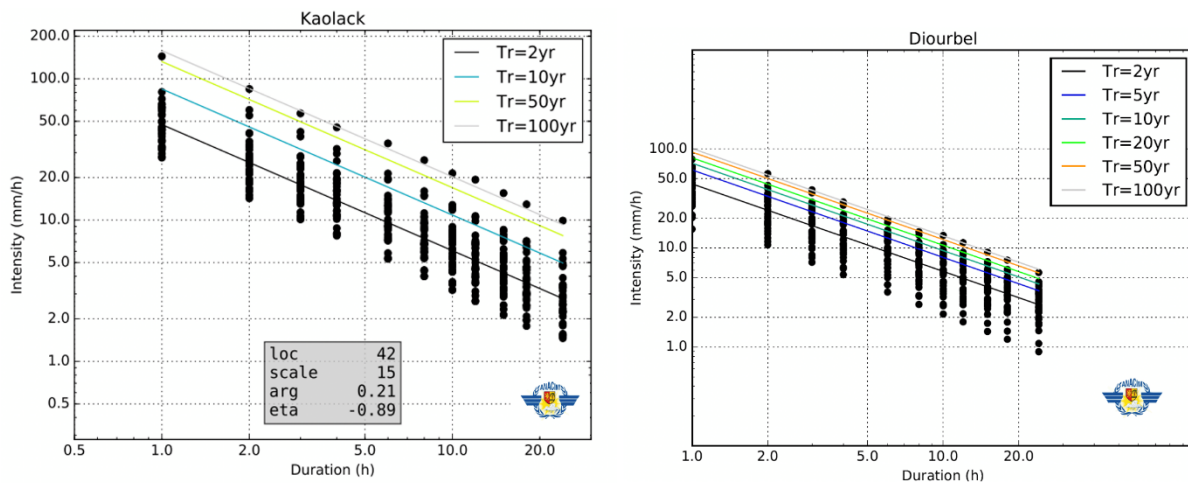 Kaolack
200.0
100.0
50.0
20.0
10.0
5.0
2.0
1.0
0.5
Intensity (mm/h)
Tr=2yr
Tr=10yr
Tr=50yr
Tr=100yr
loc 42
scale 15
arg 0.21
eta -0.89
ANACIM
0.5 1.0 2.0 5.0 10.0 20.0
Duration (h)
Diourbel
100.0
50.0
20.0
10.0
5.0
2.0
1.0
Intensity (mm/h)
Tr=2yr
Tr=5yr
Tr=10yr
Tr=20yr
Tr=50yr
Tr=100yr
ANACIM
1.0 2.0 5.0 10.0 20.0
Duration (h)